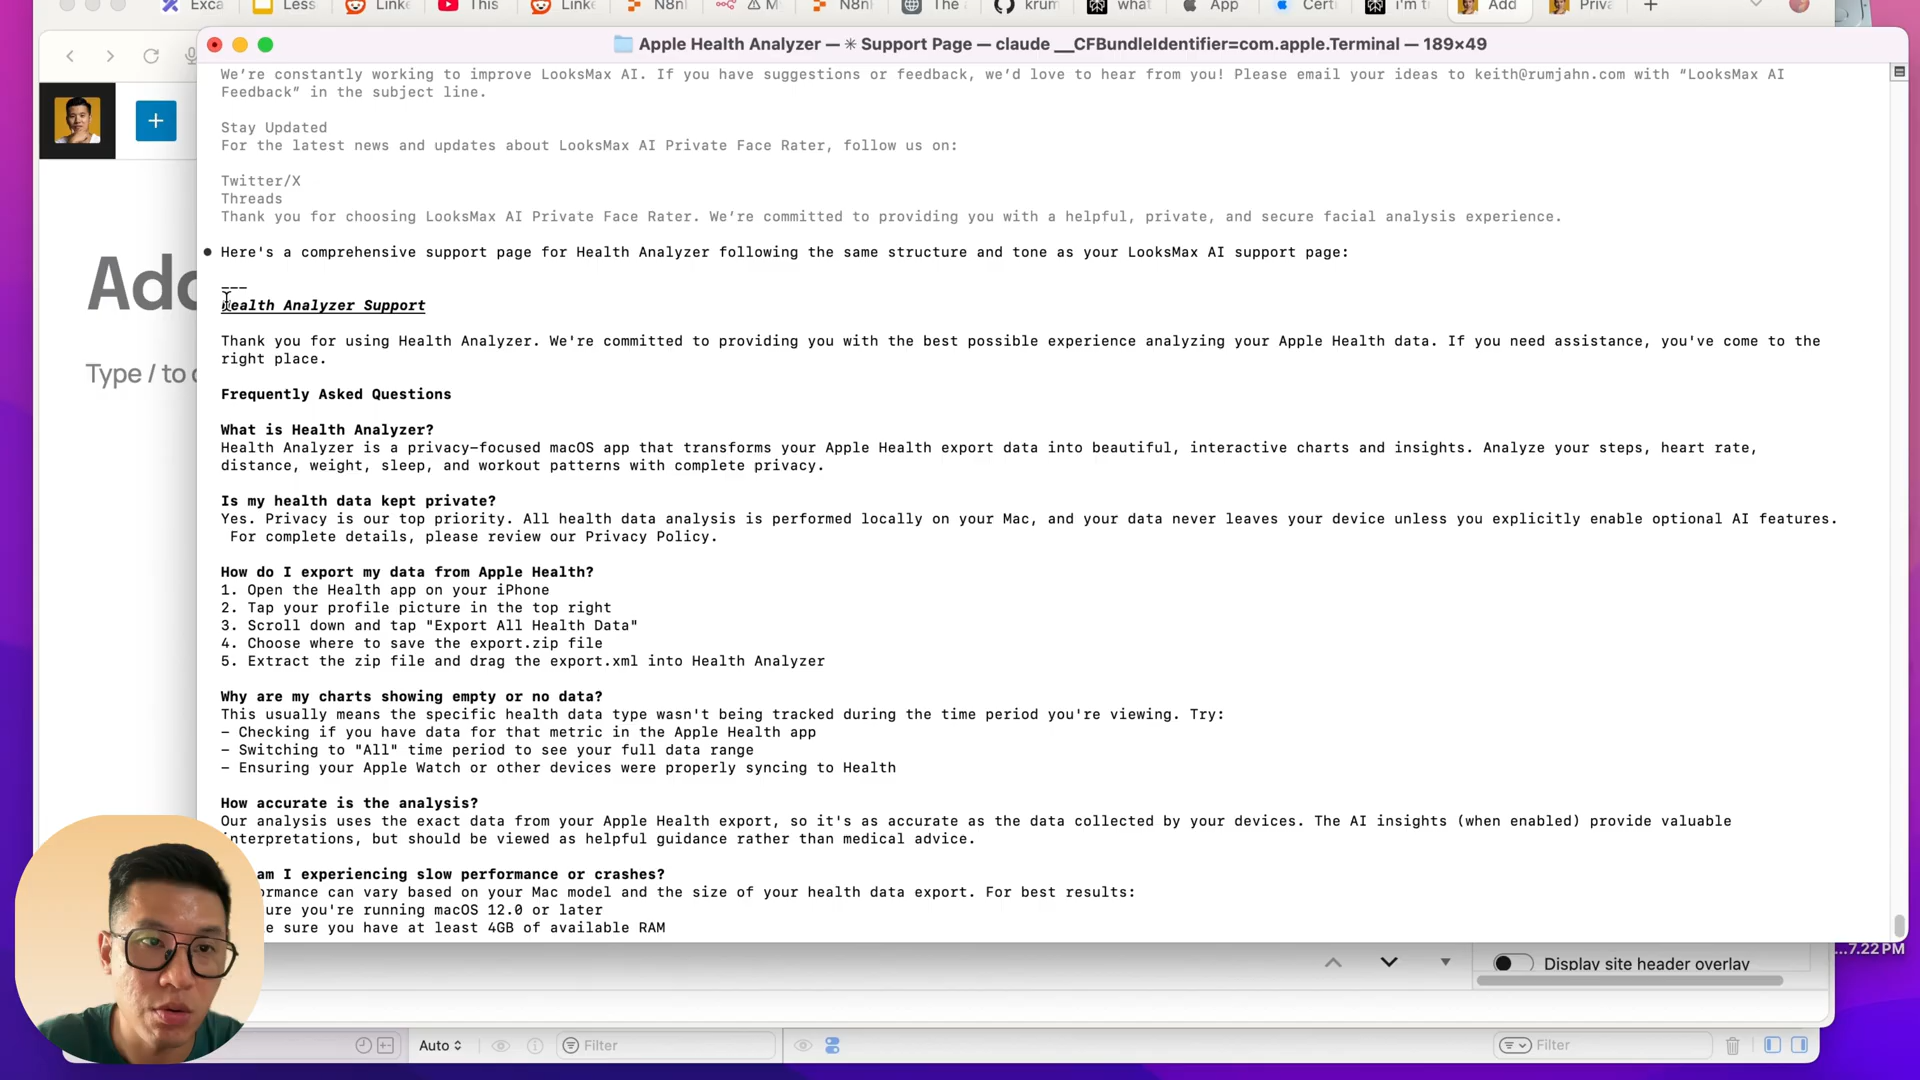 Exca
Less
Linke
This
Linke
N8n
M
N8n
The
krum
what
App
Certi
i'm t
Add
Priva
Apple Health Analyzer — ✳ Support Page — claude __CFBundleIdentifier=com.apple.Terminal — 189×49
We're constantly working to improve LooksMax AI. If you have suggestions or feedback, we'd love to hear from you! Please email your ideas to keith@rumjahn.com with “LooksMax AI
Feedback” in the subject line.
Stay Updated
For the latest news and updates about LooksMax AI Private Face Rater, follow us on:
Twitter/X
Threads
Thank you for choosing LooksMax AI Private Face Rater. We're committed to providing you with a helpful, private, and secure facial analysis experience.
Here's a comprehensive support page for Health Analyzer following the same structure and tone as your LooksMax AI support page:
---
Health Analyzer Support
Thank you for using Health Analyzer. We're committed to providing you with the best possible experience analyzing your Apple Health data. If you need assistance, you've come to the
right place.
Frequently Asked Questions
What is Health Analyzer?
Health Analyzer is a privacy-focused macOS app that transforms your Apple Health export data into beautiful, interactive charts and insights. Analyze your steps, heart rate,
distance, weight, sleep, and workout patterns with complete privacy.
Is my health data kept private?
Yes. Privacy is our top priority. All health data analysis is performed locally on your Mac, and your data never leaves your device unless you explicitly enable optional AI features.
For complete details, please review our Privacy Policy.
How do I export my data from Apple Health?
1. Open the Health app on your iPhone
2. Tap your profile picture in the top right
3. Scroll down and tap "Export All Health Data"
4. Choose where to save the export.zip file
5. Extract the zip file and drag the export.xml into Health Analyzer
Why are my charts showing empty or no data?
This usually means the specific health data type wasn't being tracked during the time period you're viewing. Try:
- Checking if you have data for that metric in the Apple Health app
- Switching to "All" time period to see your full data range
- Ensuring your Apple Watch or other devices were properly syncing to Health
How accurate is the analysis?
Our analysis uses the exact data from your Apple Health export, so it's as accurate as the data collected by your devices. The AI insights (when enabled) provide valuable
interpretations, but should be viewed as helpful guidance rather than medical advice.
am I experiencing slow performance or crashes?
ormance can vary based on your Mac model and the size of your health data export. For best results:
ure you're running macOS 12.0 or later
e sure you have at least 4GB of available RAM
Add
Type / to c
...7.22 PM
Display site header overlay
Auto
Filter
Filter